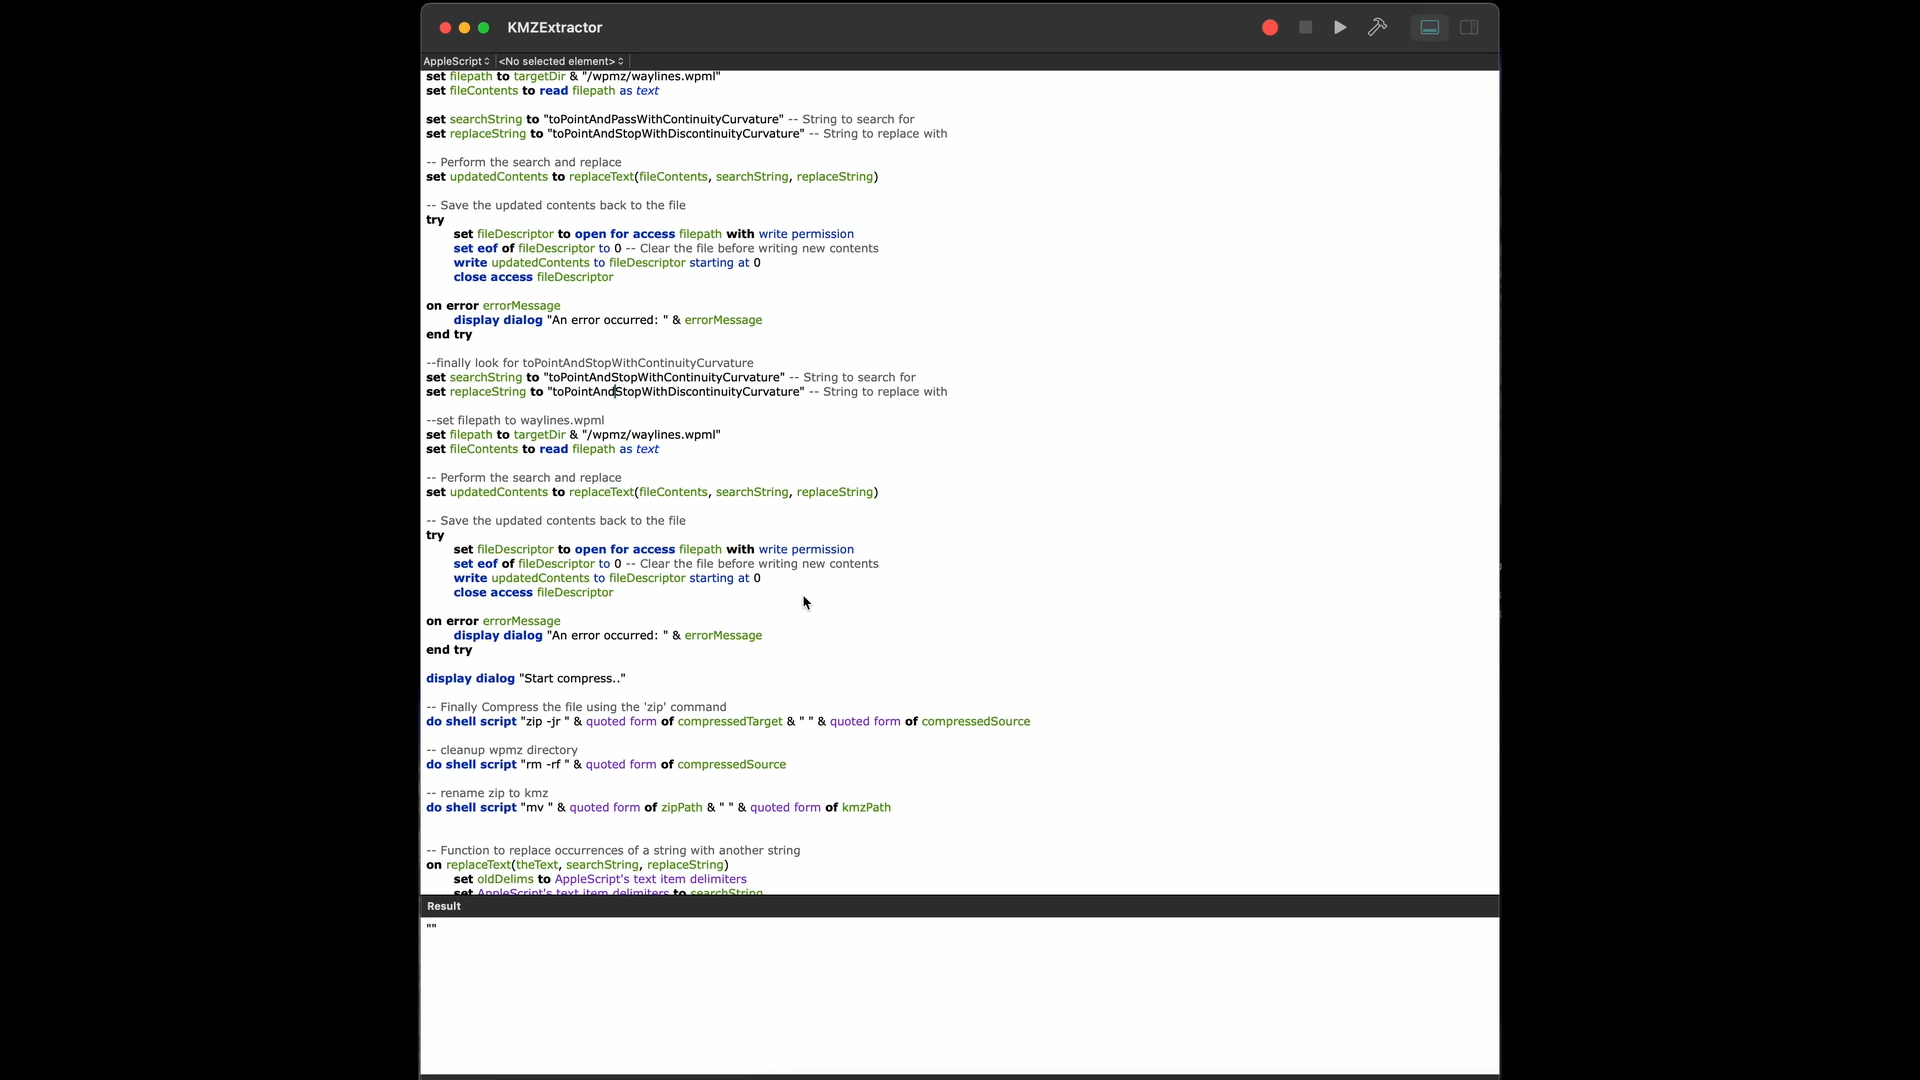 KMZExtractor
AppleScript <No selected element>
set filepath to targetDir & "/wpmz/waylines.wpml"
set fileContents to read filepath as text
set searchString to "toPointAndPassWithContinuityCurvature" -- String to search for
set replaceString to "toPointAndStopWithDiscontinuityCurvature" -- String to replace with
-- Perform the search and replace
set updatedContents to replaceText(fileContents, searchString, replaceString)
-- Save the updated contents back to the file
try
set fileDescriptor to open for access filepath with write permission
set eof of fileDescriptor to 0 -- Clear the file before writing new contents
write updatedContents to fileDescriptor starting at 0
close access fileDescriptor
on error errorMessage
display dialog "An error occurred: " & errorMessage
end try
--finally look for toPointAndStopWithContinuityCurvature
set searchString to "toPointAndStopWithContinuityCurvature" -- String to search for
set replaceString to "toPointAndStopWithDiscontinuityCurvature" -- String to replace with
--set filepath to waylines.wpml
set filepath to targetDir & "/wpmz/waylines.wpml"
set fileContents to read filepath as text
-- Perform the search and replace
set updatedContents to replaceText(fileContents, searchString, replaceString)
-- Save the updated contents back to the file
try
set fileDescriptor to open for access filepath with write permission
set eof of fileDescriptor to 0 -- Clear the file before writing new contents
write updatedContents to fileDescriptor starting at 0
close access fileDescriptor
on error errorMessage
display dialog "An error occurred: " & errorMessage
end try
display dialog "Start compress.."
-- Finally Compress the file using the 'zip' command
do shell script "zip -jr " & quoted form of compressedTarget & " " & quoted form of compressedSource
-- cleanup wpmz directory
do shell script "rm -rf " & quoted form of compressedSource
-- rename zip to kmz
do shell script "mv " & quoted form of zipPath & " " & quoted form of kmzPath
-- Function to replace occurrences of a string with another string
on replaceText(theText, searchString, replaceString)
set oldDelims to AppleScript's text item delimiters
set AppleScript's text item delimiters to searchString
Result
""